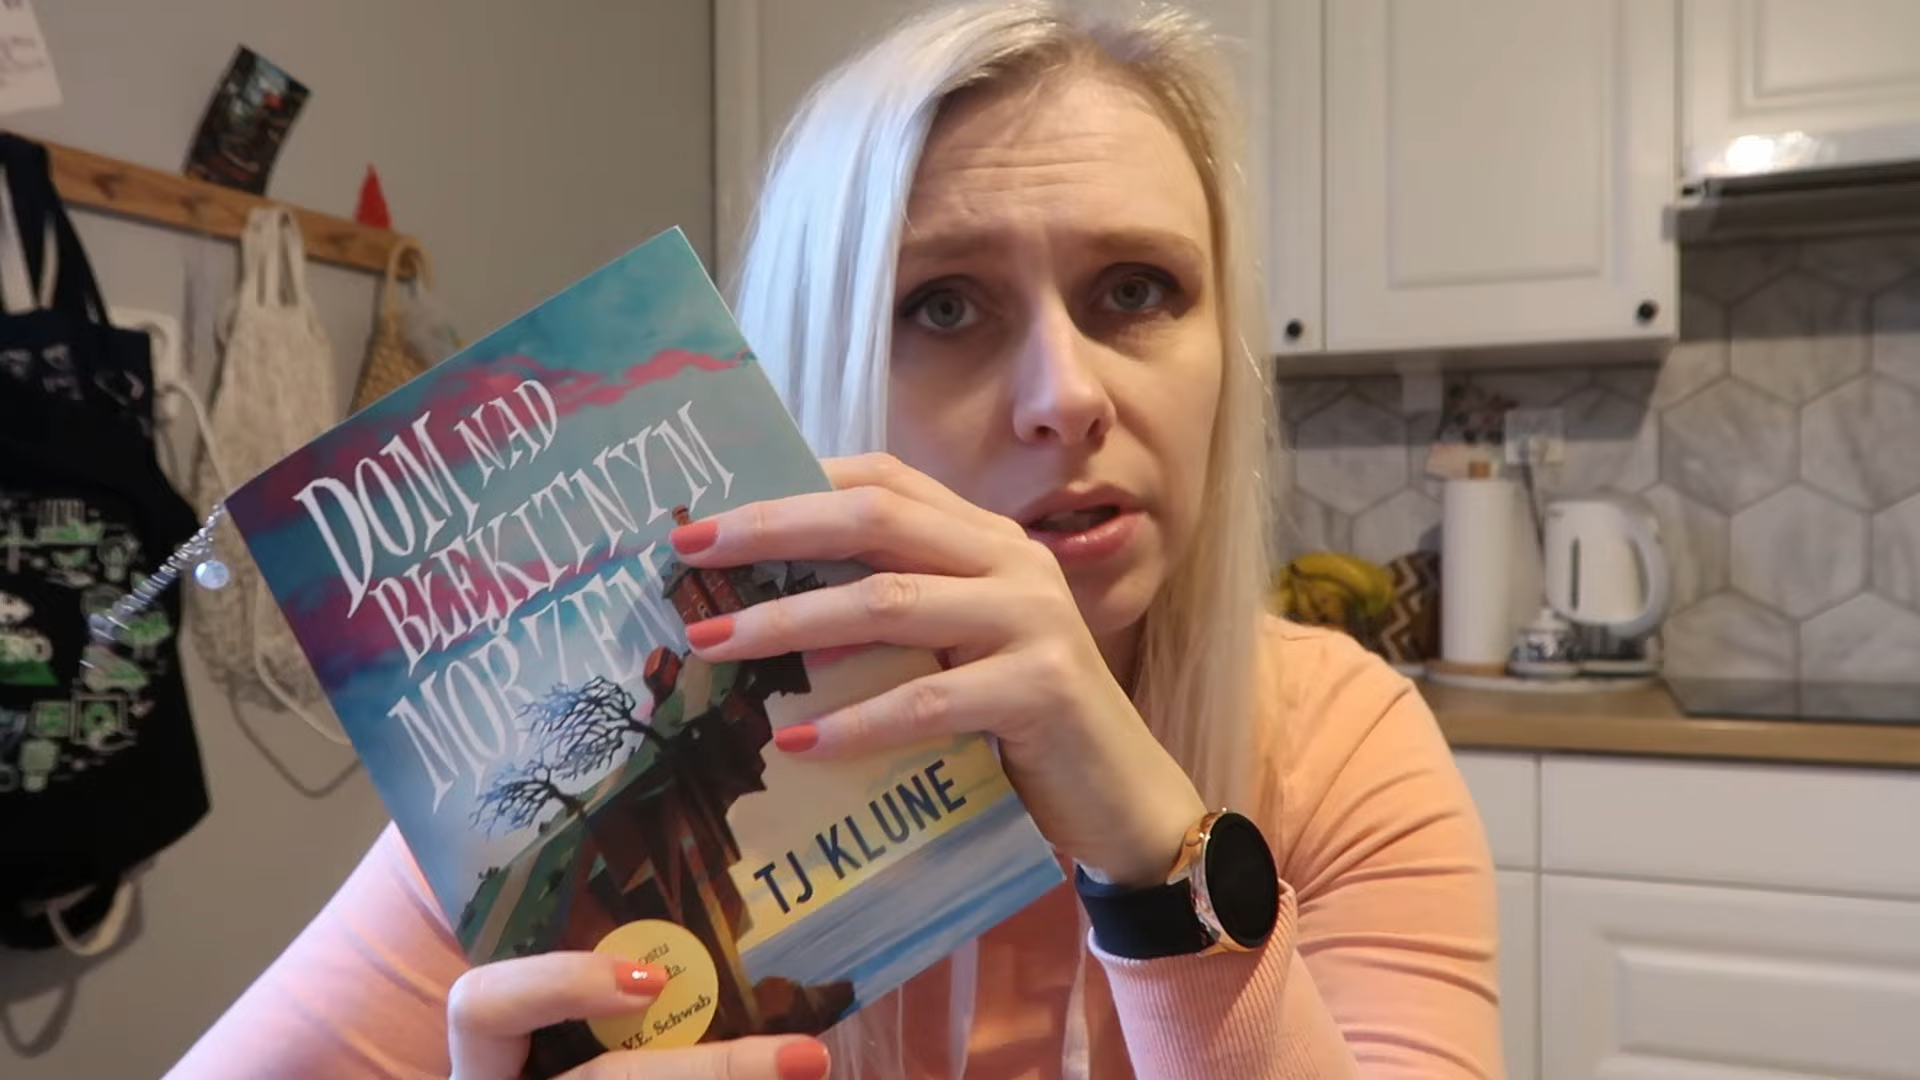 DOM NAD
BŁĘKITNYM
MORZEM
TJ KLUNE
V.E. Schwab